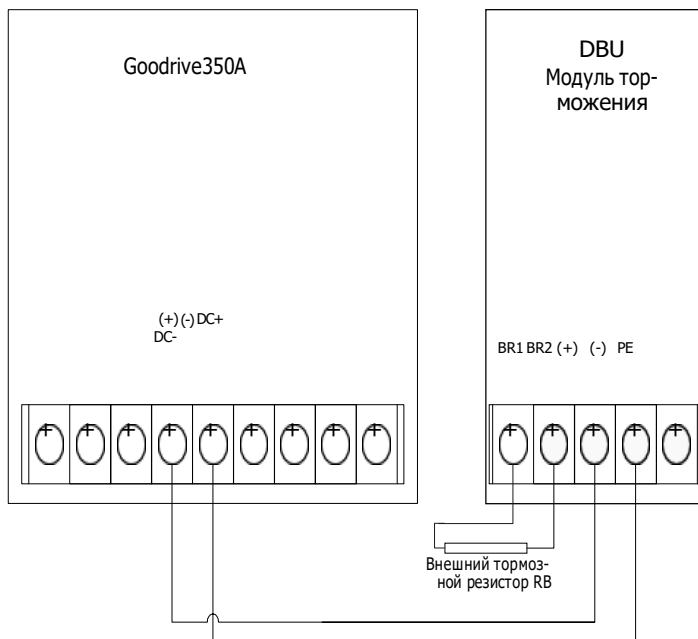 Goodrive350A
DBU
Модуль тор-
можения
(+) (-) DC+
DC-
BR1 BR2 (+) (-) PE
Внешний тормоз-
ной резистор RB